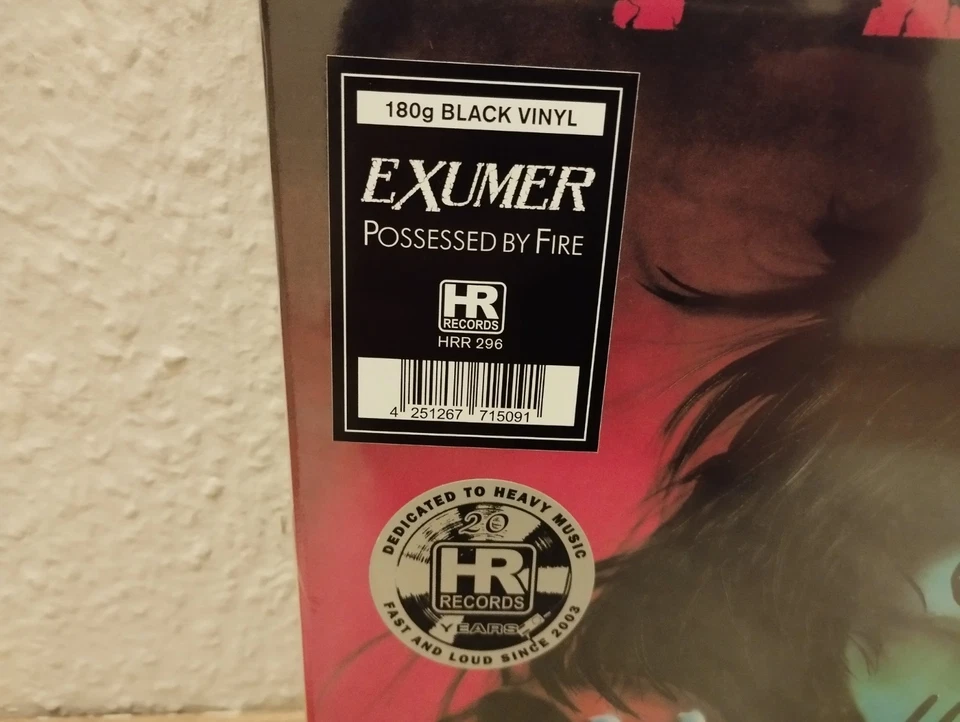 180g BLACK VINYL
EXUMER
POSSESSED BY FIRE
HR
RECORDS
HRR 296
4 251267 715091
DEDICATED TO HEAVY MUSIC
20
HR
RECORDS
YEARS
FAST AND LOUD SINCE 2003